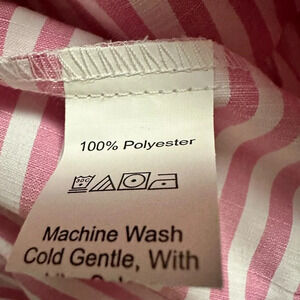 100% Polyester
Machine Wash
Cold Gentle, With